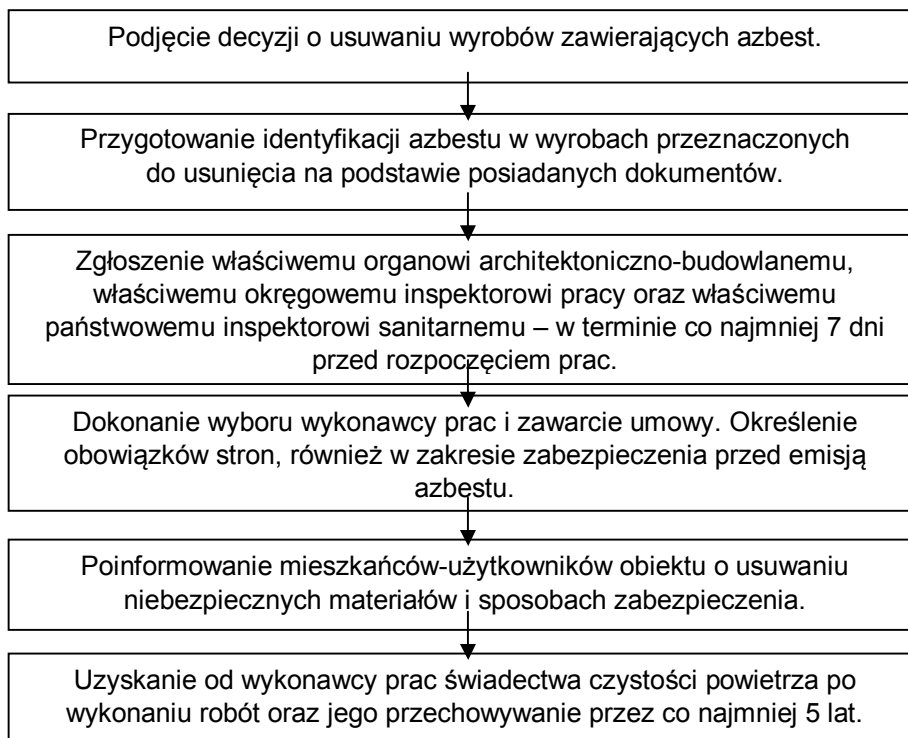 Podjęcie decyzji o usuwaniu wyrobów zawierających azbest.
Przygotowanie identyfikacji azbestu w wyrobach przeznaczonych
do usunięcia na podstawie posiadanych dokumentów.
Zgłoszenie właściwemu organowi architektoniczno-budowlanemu,
właściwemu okręgowemu inspektorowi pracy oraz właściwemu
państwowemu inspektorowi sanitarnemu – w terminie co najmniej 7 dni
przed rozpoczęciem prac.
Dokonanie wyboru wykonawcy prac i zawarcie umowy. Określenie
obowiązków stron, również w zakresie zabezpieczenia przed emisją
azbestu.
Poinformowanie mieszkańców-użytkowników obiektu o usuwaniu
niebezpiecznych materiałów i sposobach zabezpieczenia.
Uzyskanie od wykonawcy prac świadectwa czystości powietrza po
wykonaniu robót oraz jego przechowywanie przez co najmniej 5 lat.